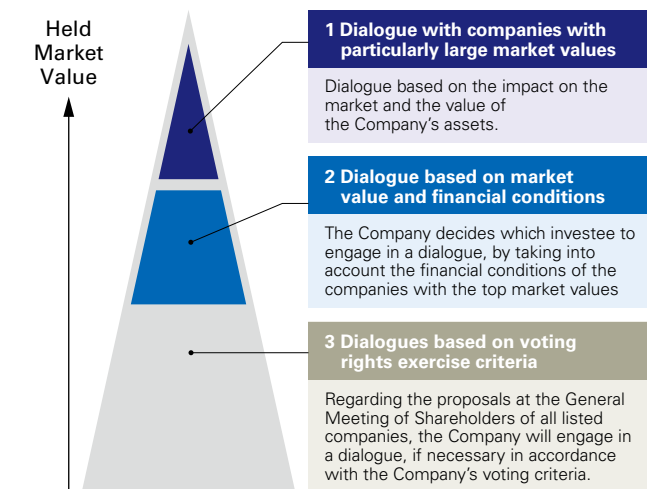 Held
Market
Value
1 Dialogue with companies with
particularly large market values
Dialogue based on the impact on the
market and the value of
the Company's assets.
2 Dialogue based on market
value and financial conditions
The Company decides which investee to
engage in a dialogue, by taking into
account the financial conditions of the
companies with the top market values
3 Dialogues based on voting
rights exercise criteria
Regarding the proposals at the General
Meeting of Shareholders of all listed
companies, the Company will engage in
a dialogue, if necessary in accordance
with the Company's voting criteria.